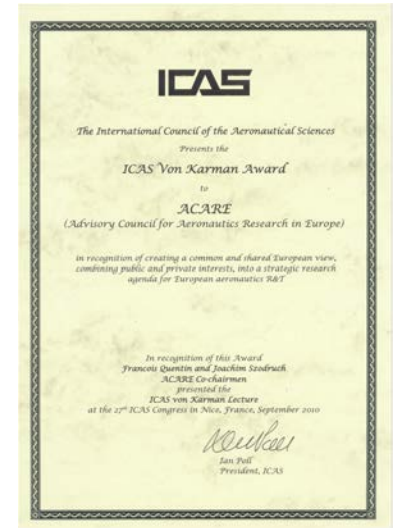 ICAS
The International Council of the Aeronautical Sciences
Presents the
ICAS Von Karman Award
to
ACARE
(Advisory Council for Aeronautics Research in Europe)
in recognition of creating a common and shared European view,
combining public and private interests, into a strategic research
agenda for European aeronautics R&T
In recognition of this Award
Francois Quentin and Joachim Szodruch
ACARE Co-chairmen
presented the
ICAS von Karman Lecture
at the 27th ICAS Congress in Nice, France, September 2010
Ian Poll
President, ICAS